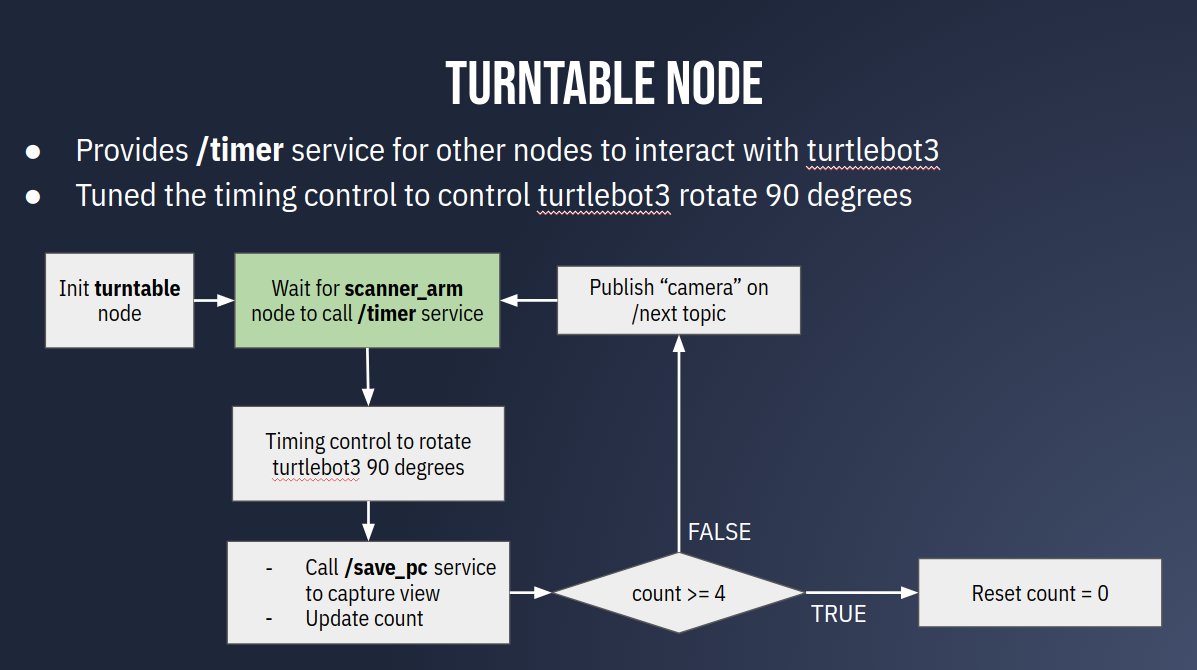 TURNTABLE NODE
● Provides /timer service for other nodes to interact with turtlebot3
● Tuned the timing control to control turtlebot3 rotate 90 degrees
Init turntable
node
Wait for scanner_arm
node to call /timer service
Publish “camera” on
/next topic
Timing control to rotate
turtlebot3 90 degrees
- Call /save_pc service
to capture view
- Update count
count >= 4
FALSE
TRUE
Reset count = 0